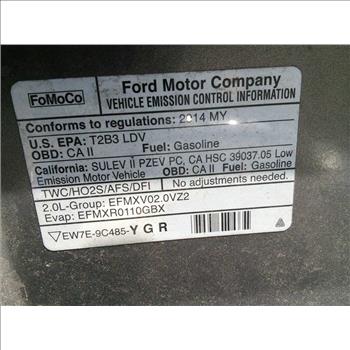 FoMoCo
Ford Motor Company
VEHICLE EMISSION CONTROL INFORMATION
Conforms to regulations: 2014 MY
U.S. EPA: T2B3 LDV
OBD: CA II Fuel: Gasoline
California SULEV II PZEV PC, CA HSC 39037.05 Low
Emission Motor Vehicle
OBD: CA II Fuel: Gasoline
TWC/HO2S/AFS/DFI No adjustments needed.
2.0L-Group: EFMXV02.0VZ2
Evap: EFMXR0110GBX
EW7E-9C485-YGR